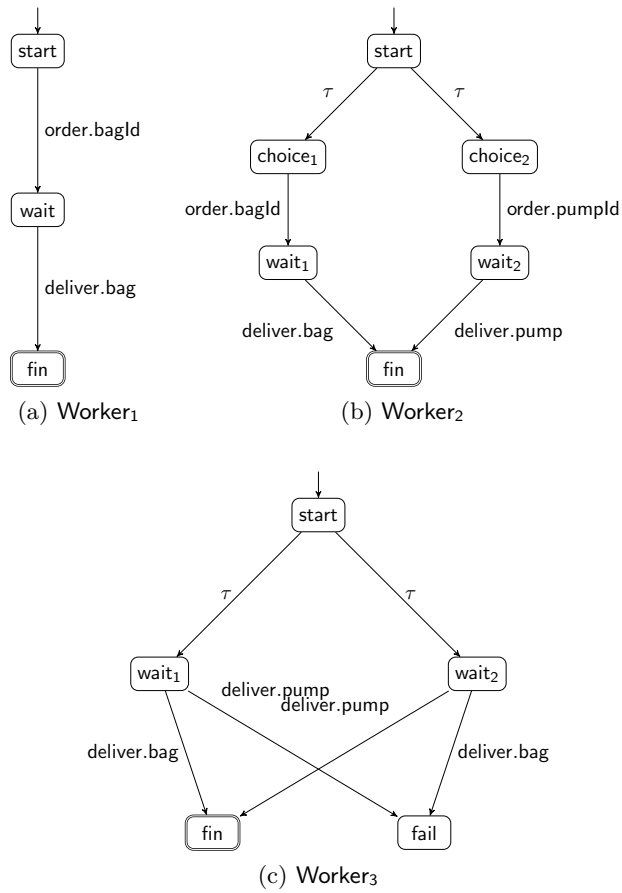 start start
τ τ
order.bagId
choice₁ choice₂
wait order.bagId order.pumpId
wait₁ wait₂
deliver.bag
deliver.bag deliver.pump
fin fin
(a) Worker₁ (b) Worker₂
start
τ τ
wait₁ wait₂
deliver.pump
deliver.pump
deliver.bag deliver.bag
fin fail
(c) Worker₃